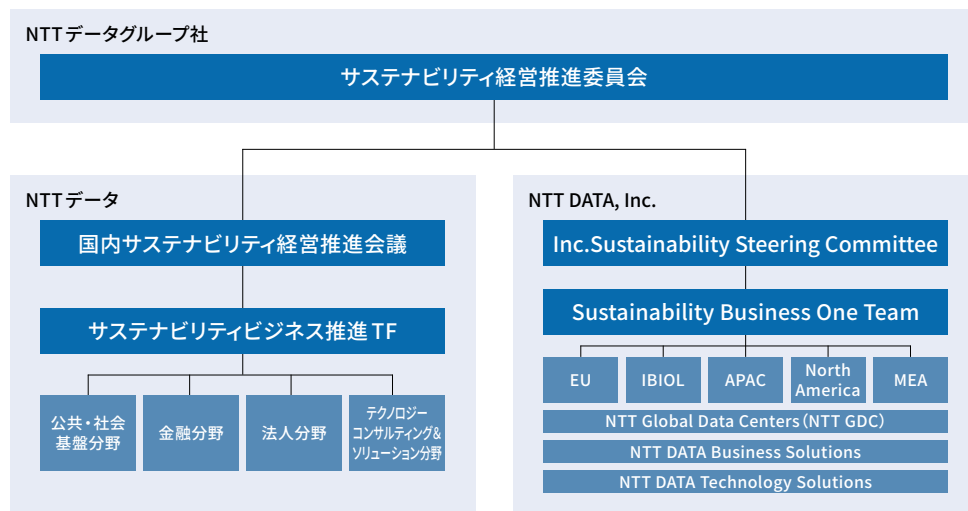 NTTデータグループ社
サステナビリティ経営推進委員会
NTTデータ
国内サステナビリティ経営推進会議
サステナビリティビジネス推進TF
公共・社会
基盤分野
金融分野
法人分野
テクノロジー
コンサルティング&
ソリューション分野
NTT DATA, Inc.
Inc.Sustainability Steering Committee
Sustainability Business One Team
EU
IBIOL
APAC
North
America
MEA
NTT Global Data Centers（NTT GDC）
NTT DATA Business Solutions
NTT DATA Technology Solutions